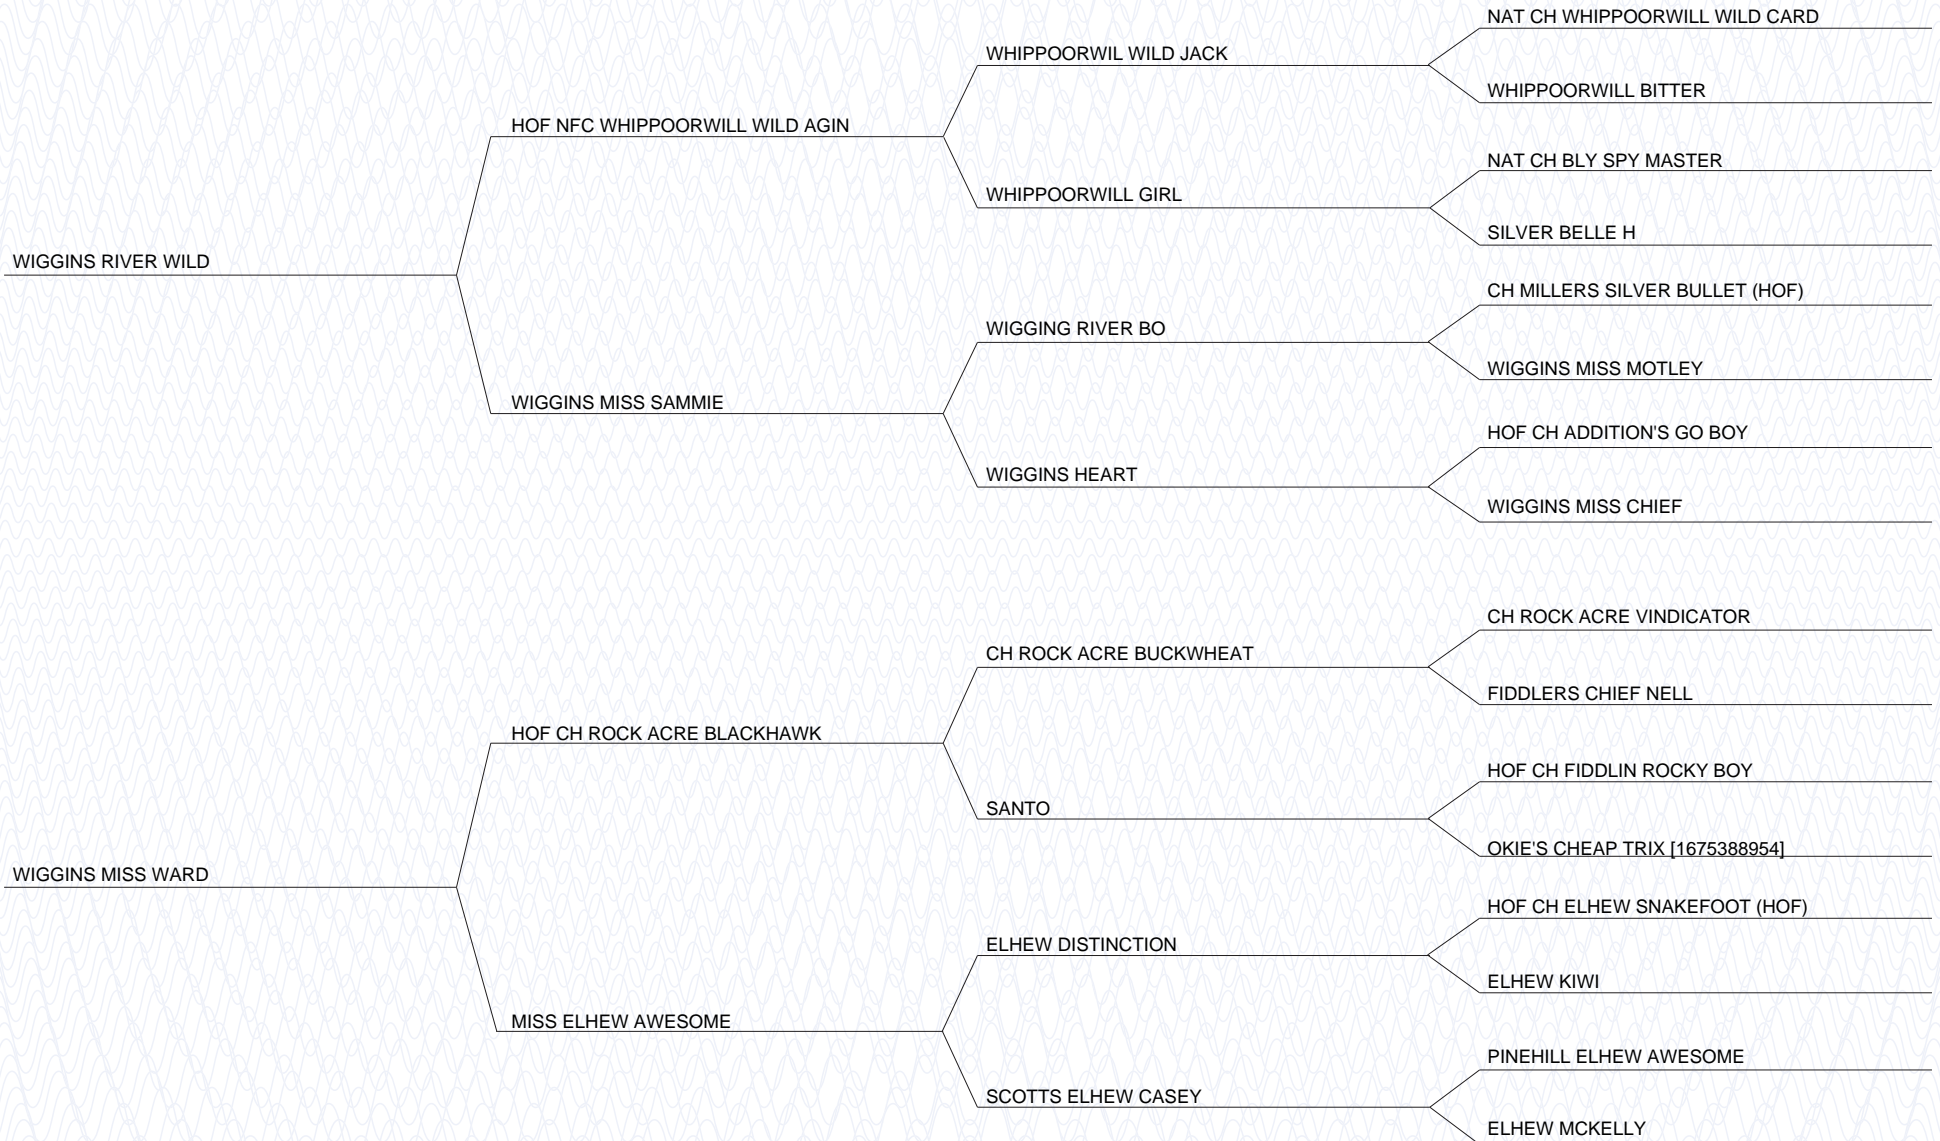 NAT CH WHIPPOORWILL WILD CARD
WHIPPOORWIL WILD JACK
WHIPPOORWILL BITTER
HOF NFC WHIPPOORWILL WILD AGIN
NAT CH BLY SPY MASTER
WHIPPOORWILL GIRL
SILVER BELLE H
WIGGINS RIVER WILD
CH MILLERS SILVER BULLET (HOF)
WIGGING RIVER BO
WIGGINS MISS MOTLEY
WIGGINS MISS SAMMIE
HOF CH ADDITION'S GO BOY
WIGGINS HEART
WIGGINS MISS CHIEF
CH ROCK ACRE VINDICATOR
CH ROCK ACRE BUCKWHEAT
FIDDLERS CHIEF NELL
HOF CH ROCK ACRE BLACKHAWK
HOF CH FIDDLIN ROCKY BOY
SANTO
OKIE'S CHEAP TRIX [1675388954]
WIGGINS MISS WARD
HOF CH ELHEW SNAKEFOOT (HOF)
ELHEW DISTINCTION
ELHEW KIWI
MISS ELHEW AWESOME
PINEHILL ELHEW AWESOME
SCOTTS ELHEW CASEY
ELHEW MCKELLY